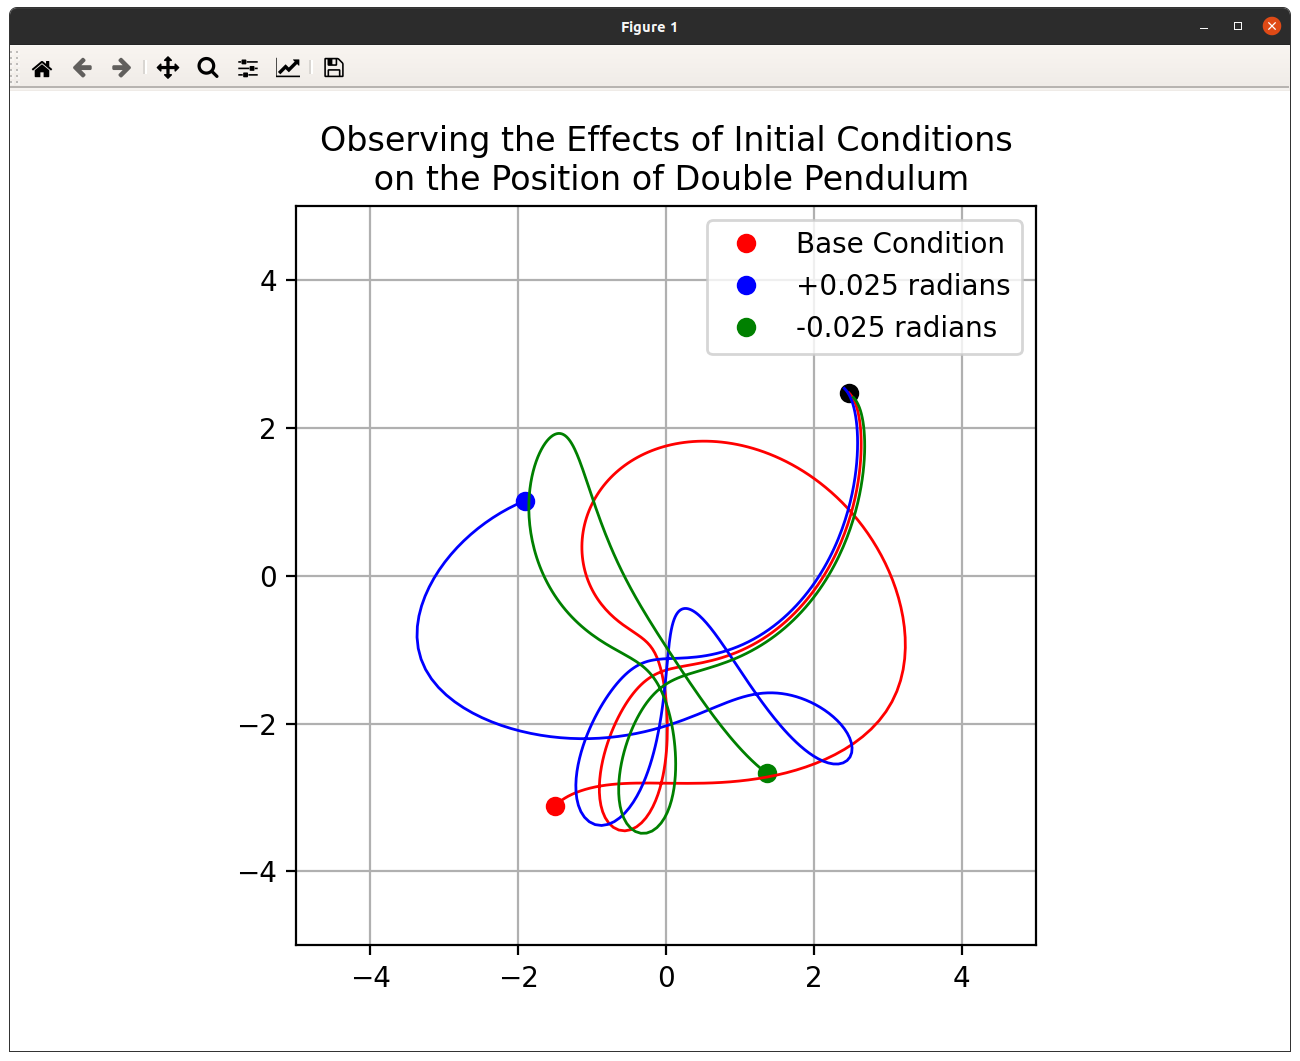 Figure 1
Observing the Effects of Initial Conditions
on the Position of Double Pendulum
Base Condition
+0.025 radians
-0.025 radians
4
2
0
−2
−4
−4 −2 0 2 4